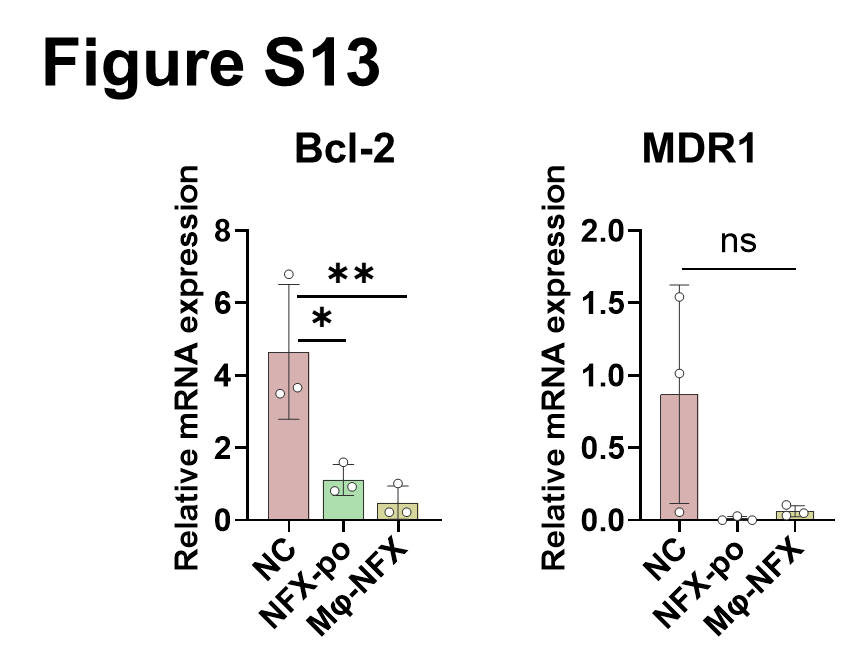 Figure S13
Bcl-2
Relative mRNA expression
8
6
4
2
0
**
*
NC
NFX-po
Mφ-NFX
MDR1
Relative mRNA expression
2.0
1.5
1.0
0.5
0.0
ns
NC
NFX-po
Mφ-NFX